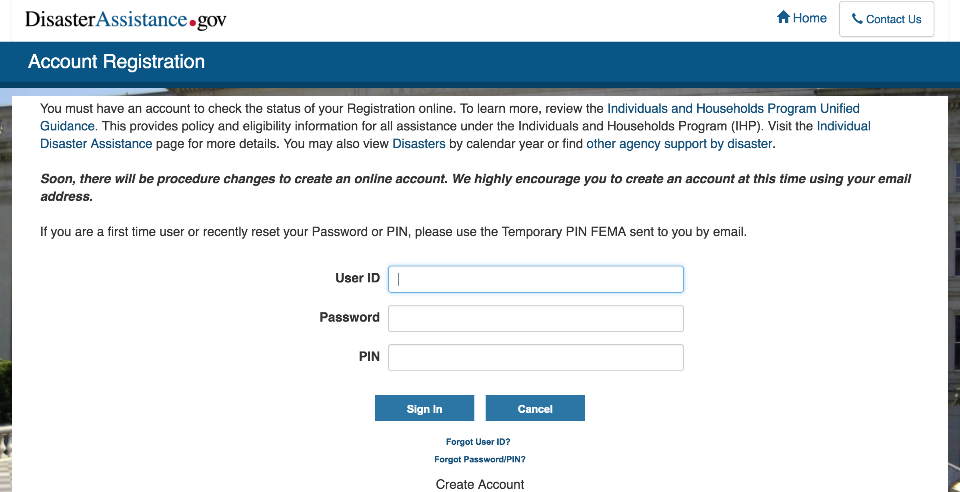 DisasterAssistance.gov
Home
Contact Us
Account Registration
You must have an account to check the status of your Registration online. To learn more, review the Individuals and Households Program Unified
Guidance. This provides policy and eligibility information for all assistance under the Individuals and Households Program (IHP). Visit the Individual
Disaster Assistance page for more details. You may also view Disasters by calendar year or find other agency support by disaster.
Soon, there will be procedure changes to create an online account. We highly encourage you to create an account at this time using your email
address.
If you are a first time user or recently reset your Password or PIN, please use the Temporary PIN FEMA sent to you by email.
User ID
Password
PIN
Sign In
Cancel
Forgot User ID?
Forgot Password/PIN?
Create Account